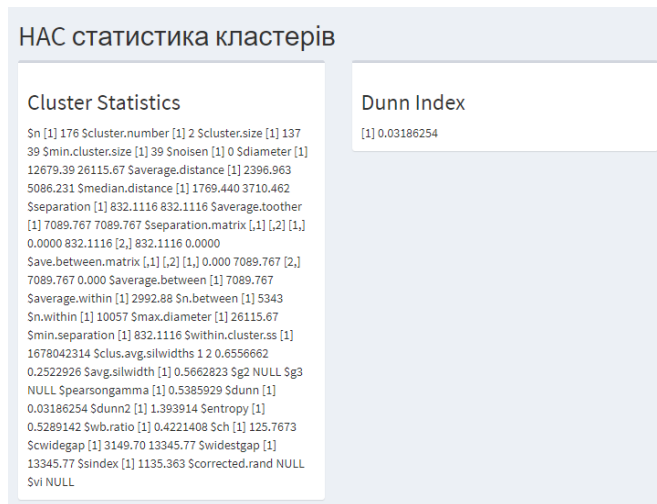 HAC статистика кластерів
Cluster Statistics
$n [1] 176 $cluster.number [1] 2 $cluster.size [1] 137
39 $min.cluster.size [1] 39 $noisen [1] 0 $diameter [1]
12679.39 26115.67 $average.distance [1] 2396.963
5086.231 $median.distance [1] 1769.440 3710.462
$separation [1] 832.1116 832.1116 $average.toother
[1] 7089.767 7089.767 $separation.matrix [,1] [,2] [1,]
0.0000 832.1116 [2,] 832.1116 0.0000
$ave.between.matrix [,1] [,2] [1,] 0.000 7089.767 [2,]
7089.767 0.000 $average.between [1] 7089.767
$average.within [1] 2992.88 $n.between [1] 5343
$n.within [1] 10057 $max.diameter [1] 26115.67
$min.separation [1] 832.1116 $within.cluster.ss [1]
1678042314 $clus.avg.silwidths 1 2 0.6556662
0.2522926 $avg.silwidth [1] 0.5662823 $g2 NULL $g3
NULL $pearsongamma [1] 0.5385929 $dunn [1]
0.03186254 $dunn2 [1] 1.393914 $entropy [1]
0.5289142 $wb.ratio [1] 0.4221408 $ch [1] 125.7673
$cwidegap [1] 3149.70 13345.77 $widestgap [1]
13345.77 $sindex [1] 1135.363 $corrected.rand NULL
$vi NULL
Dunn Index
[1] 0.03186254